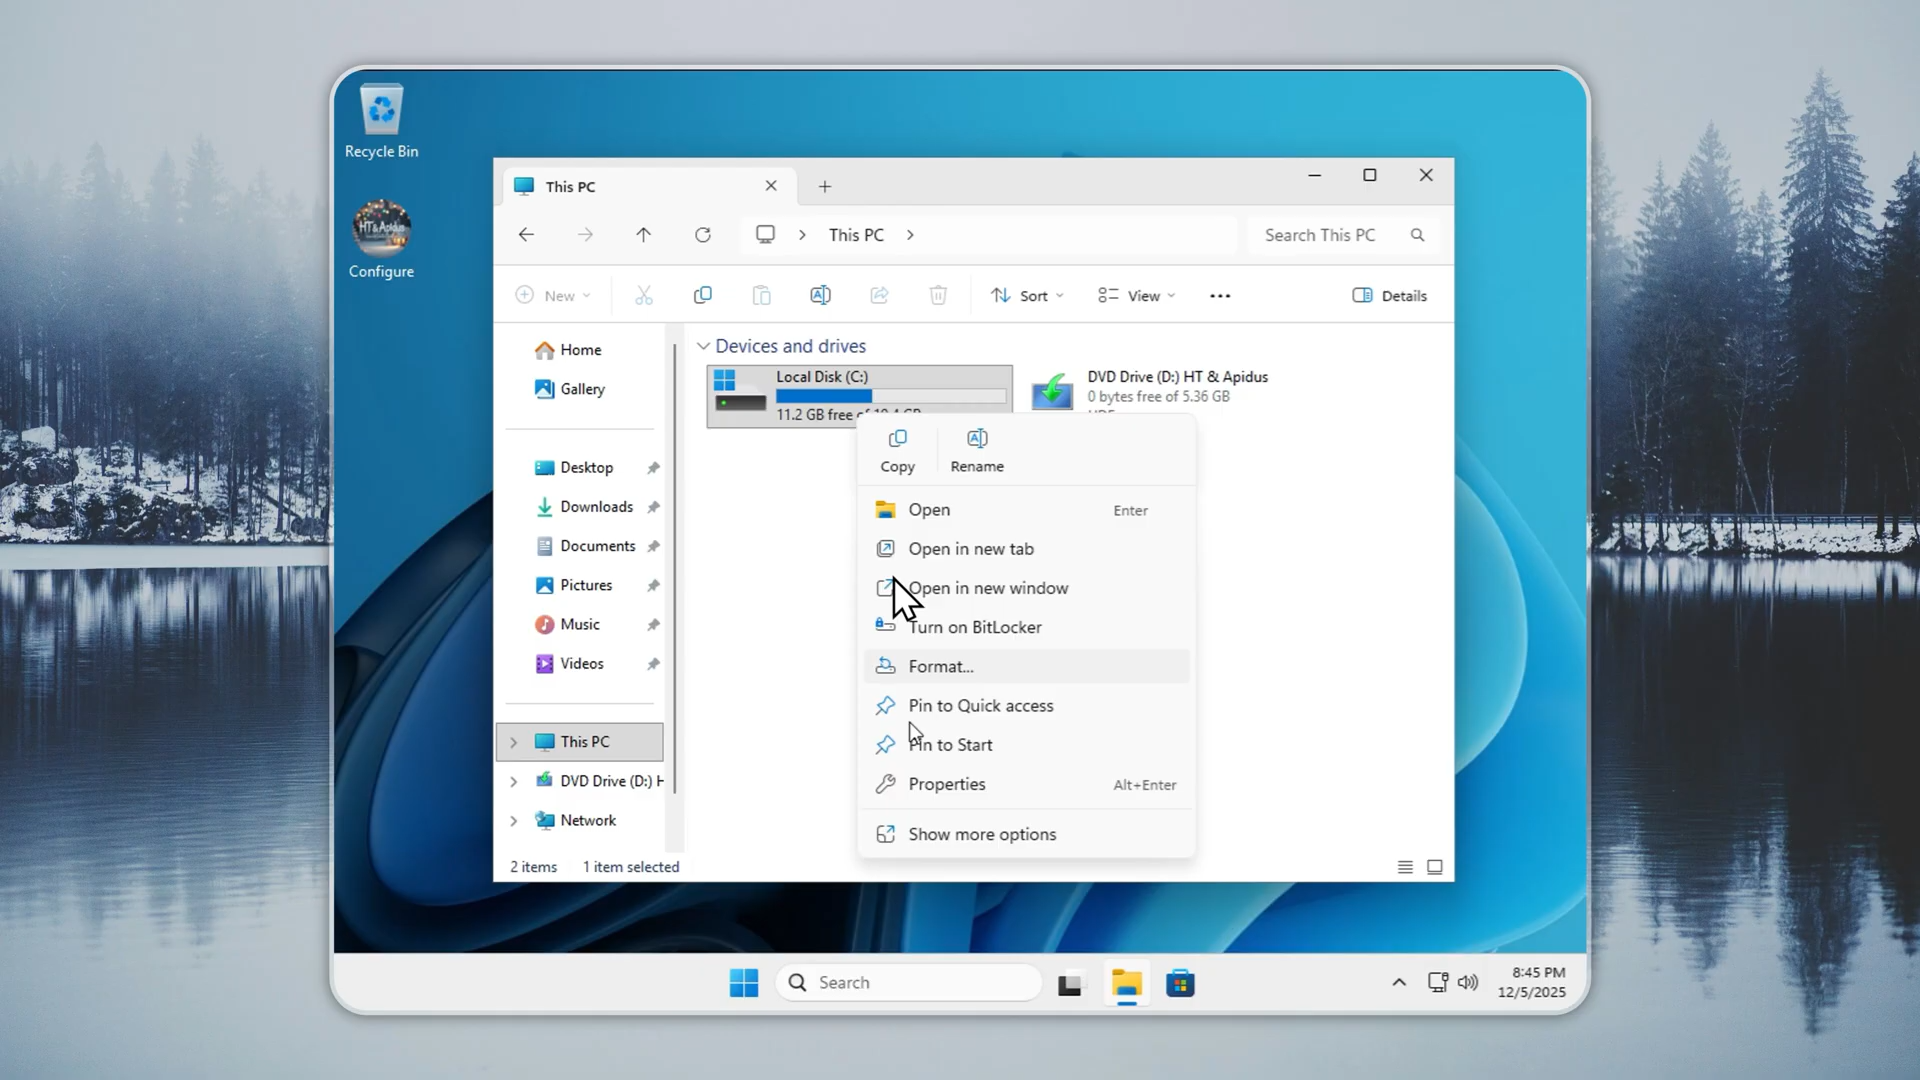 Recycle Bin
HT & Apidus
Configure
This PC
This PC
Search This PC
New
Sort
View
Details
Home
Gallery
Desktop
Downloads
Documents
Pictures
Music
Videos
This PC
DVD Drive (D:) H
Network
Devices and drives
Local Disk (C:)
11.2 GB free
DVD Drive (D:) HT & Apidus
0 bytes free of 5.36 GB
Copy
Rename
Open Enter
Open in new tab
Open in new window
Turn on BitLocker
Format...
Pin to Quick access
Pin to Start
Properties Alt+Enter
Show more options
2 items 1 item selected
Search
8:45 PM
12/5/2025